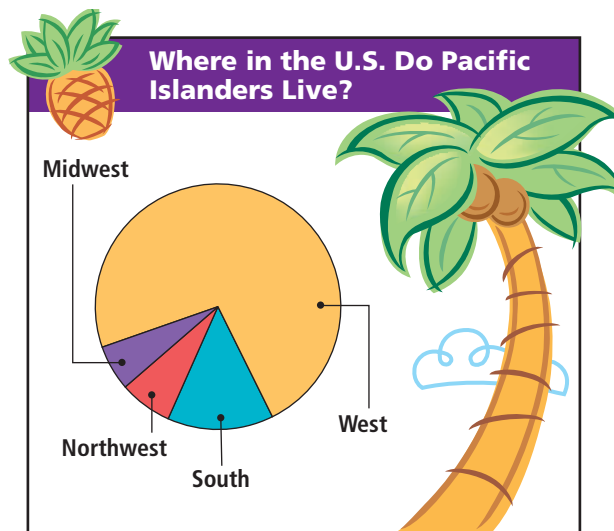 Where in the U.S. Do Pacific
Islanders Live?
Midwest
West
Northwest
South